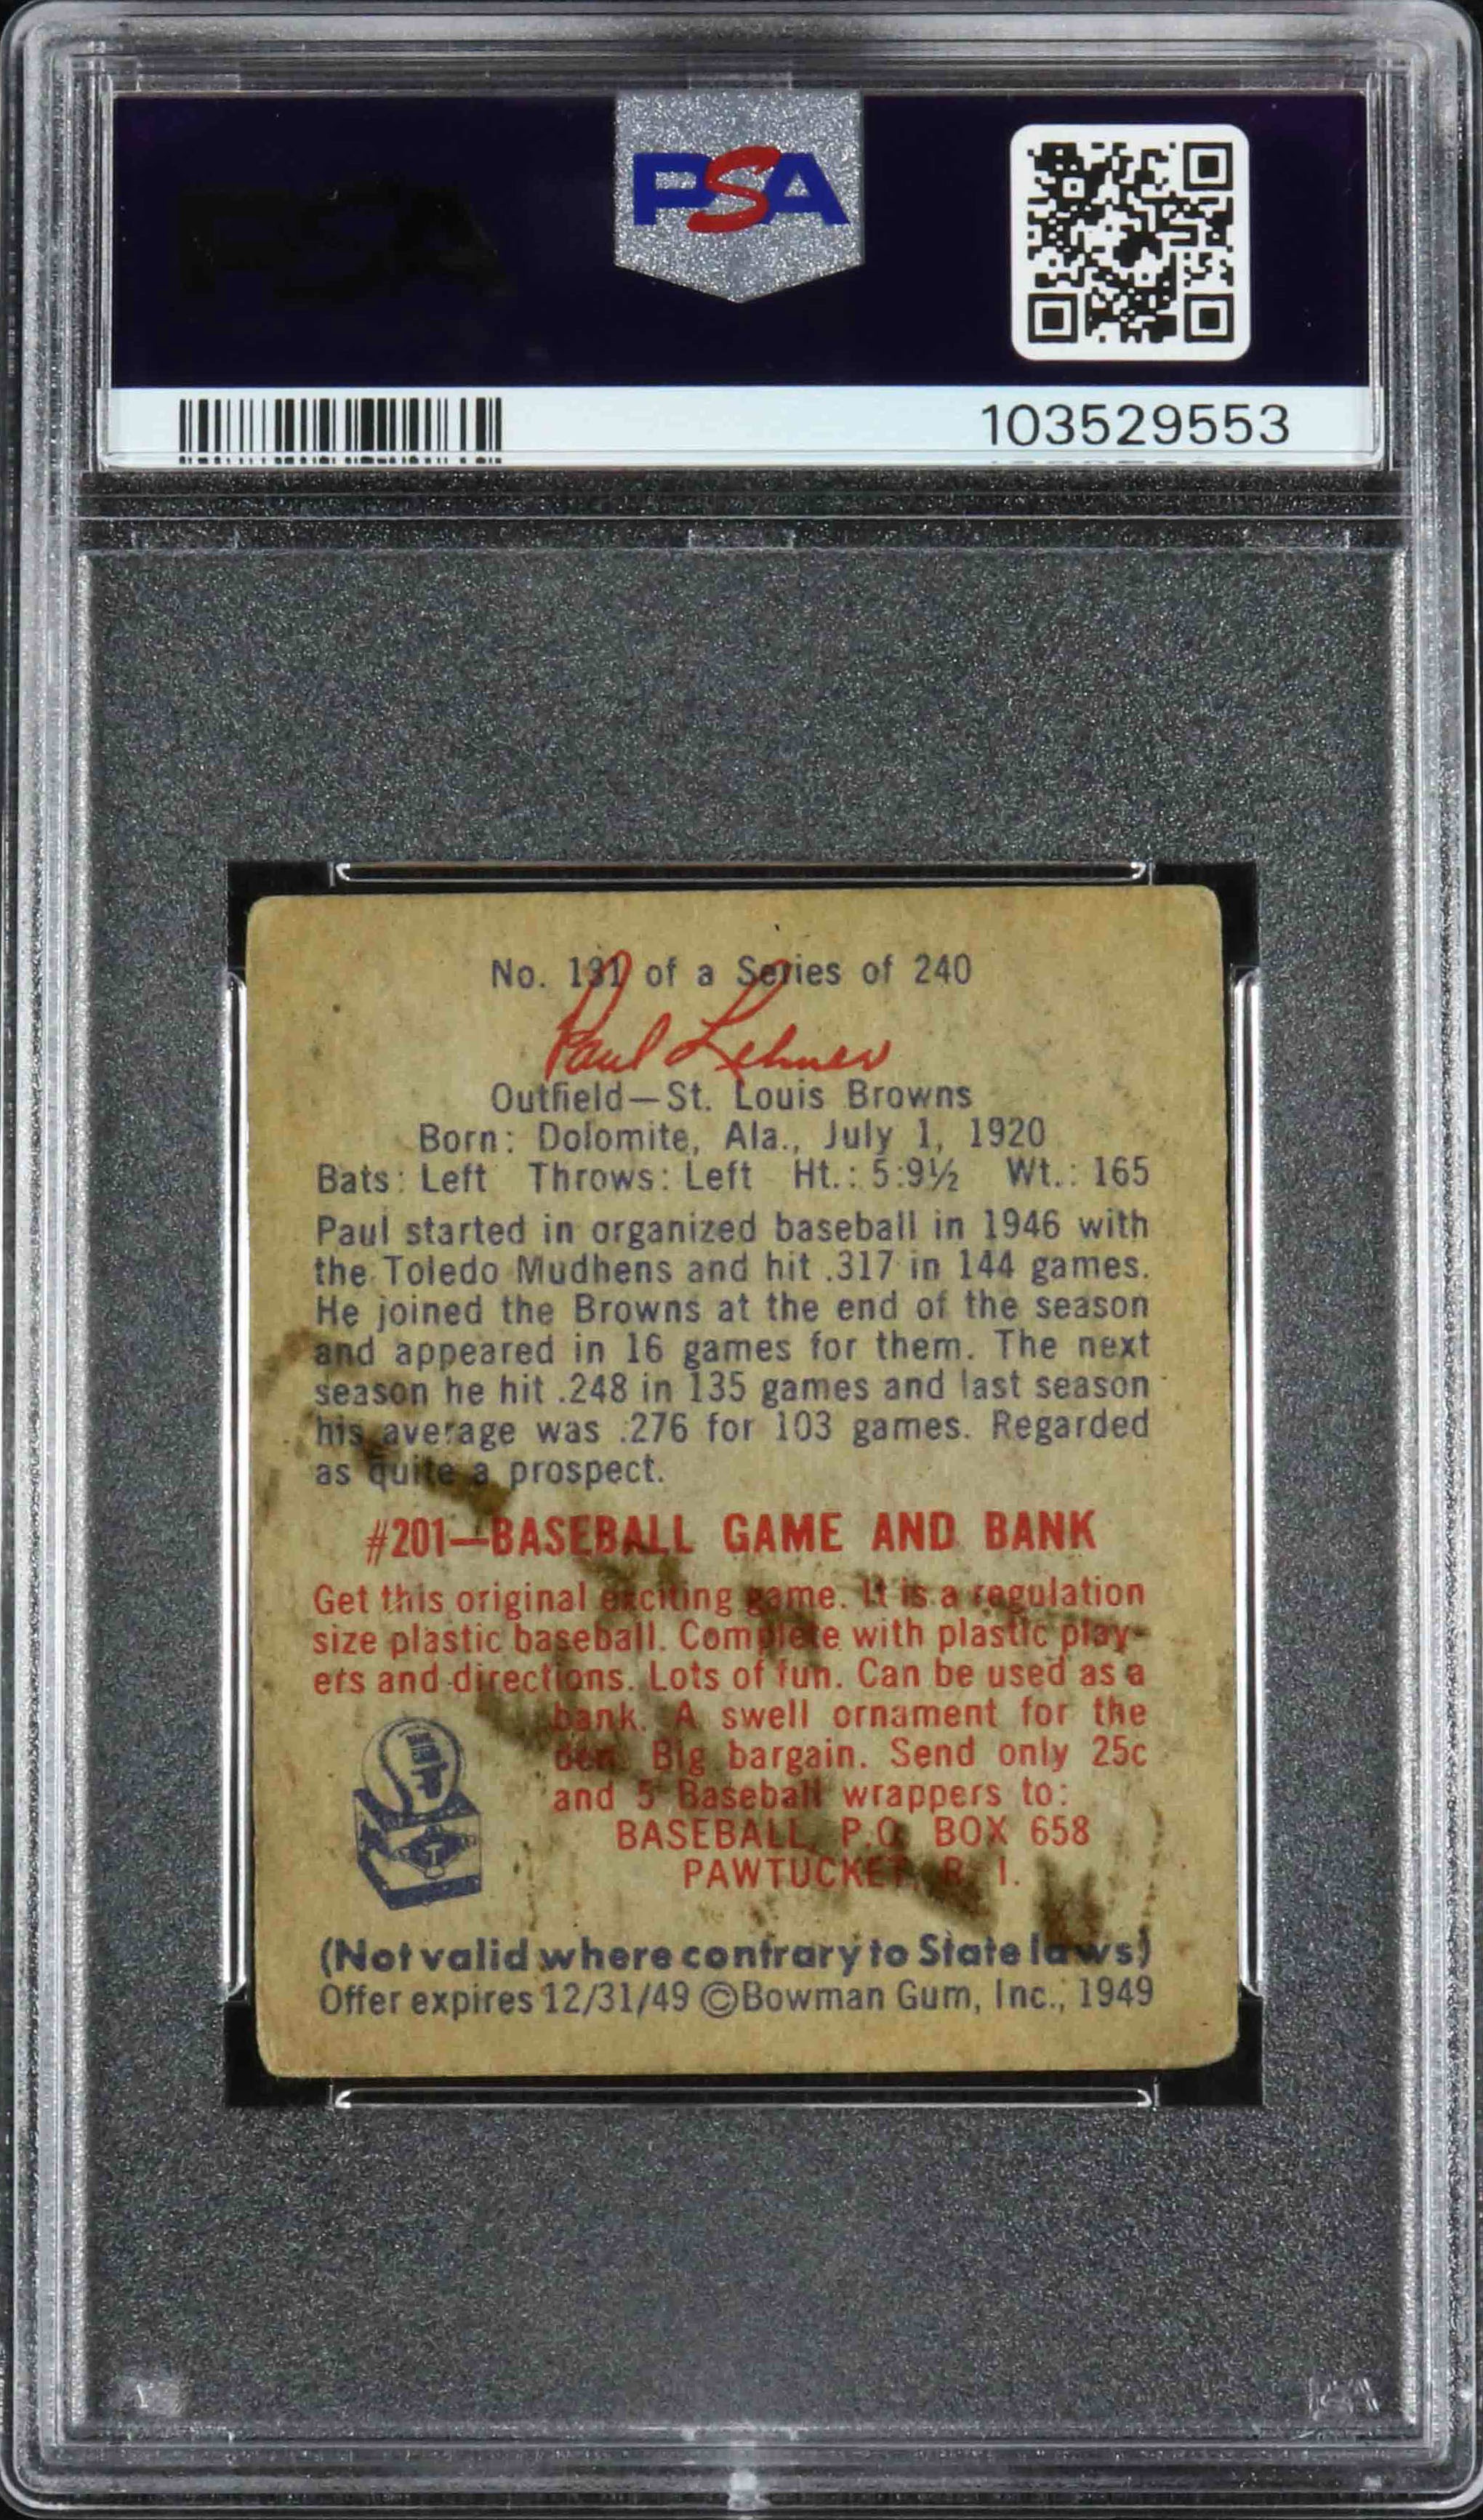 PSA
PSA
103529553
No. 131 of a Series of 240
Paul Lehner
Outfield—St. Louis Browns
Born: Dolomite, Ala., July 1, 1920
Bats: Left Throws: Left Ht.: 5:9½ Wt.: 165
Paul started in organized baseball in 1946 with
the Toledo Mudhens and hit .317 in 144 games.
He joined the Browns at the end of the season
and appeared in 16 games for them. The next
season he hit .248 in 135 games and last season
his average was .276 for 103 games. Regarded
as quite a prospect.
#201—BASEBALL GAME AND BANK
Get this original exciting game. It is a regulation
size plastic baseball. Complete with plastic play-
ers and directions. Lots of fun. Can be used as a
bank. A swell ornament for the
den. Big bargain. Send only 25c
and 5 Baseball wrappers to:
BASEBALL, P.O. BOX 658
PAWTUCKET, R. I.
(Not valid where contrary to State laws)
Offer expires 12/31/49 ©Bowman Gum, Inc., 1949
PSA